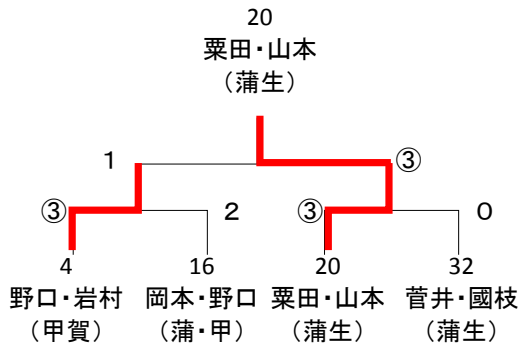 20
粟田・山本
（蒲生）
1 ③
③ 2 ③ 0
4 16 20 32
野口・岩村 岡本・野口 粟田・山本 菅井・國枝
（甲賀） （蒲・甲） （蒲生） （蒲生）